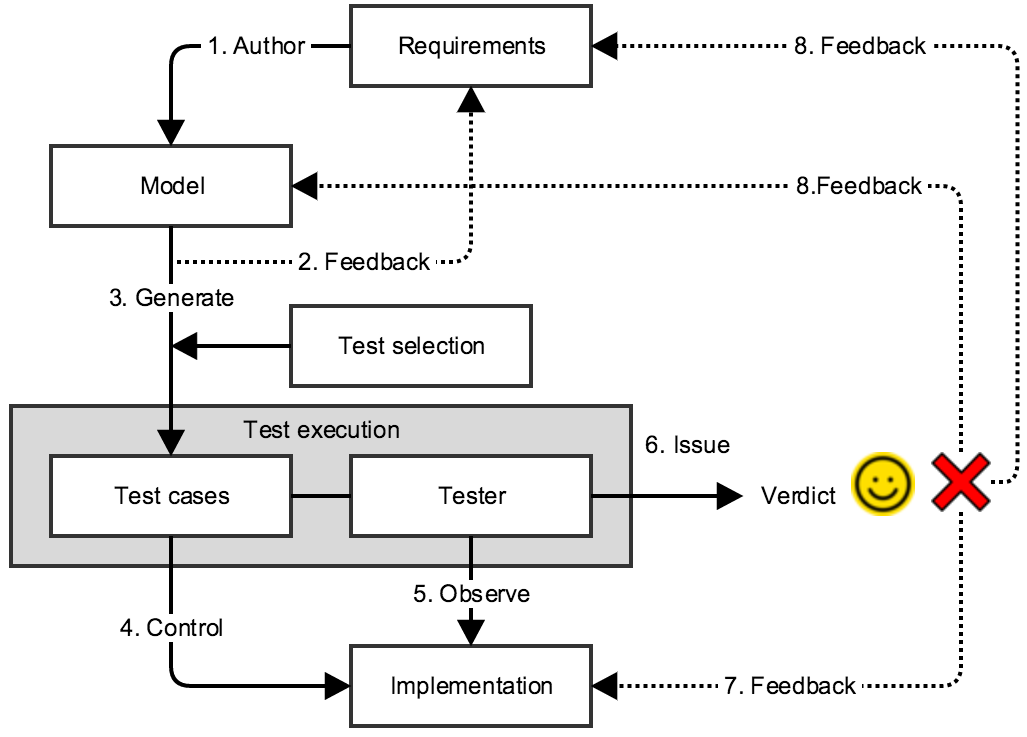 1. Author
Requirements
8. Feedback
Model
8.Feedback
2. Feedback
3. Generate
Test selection
Test execution
6. Issue
Test cases
Tester
Verdict
5. Observe
4. Control
Implementation
7. Feedback